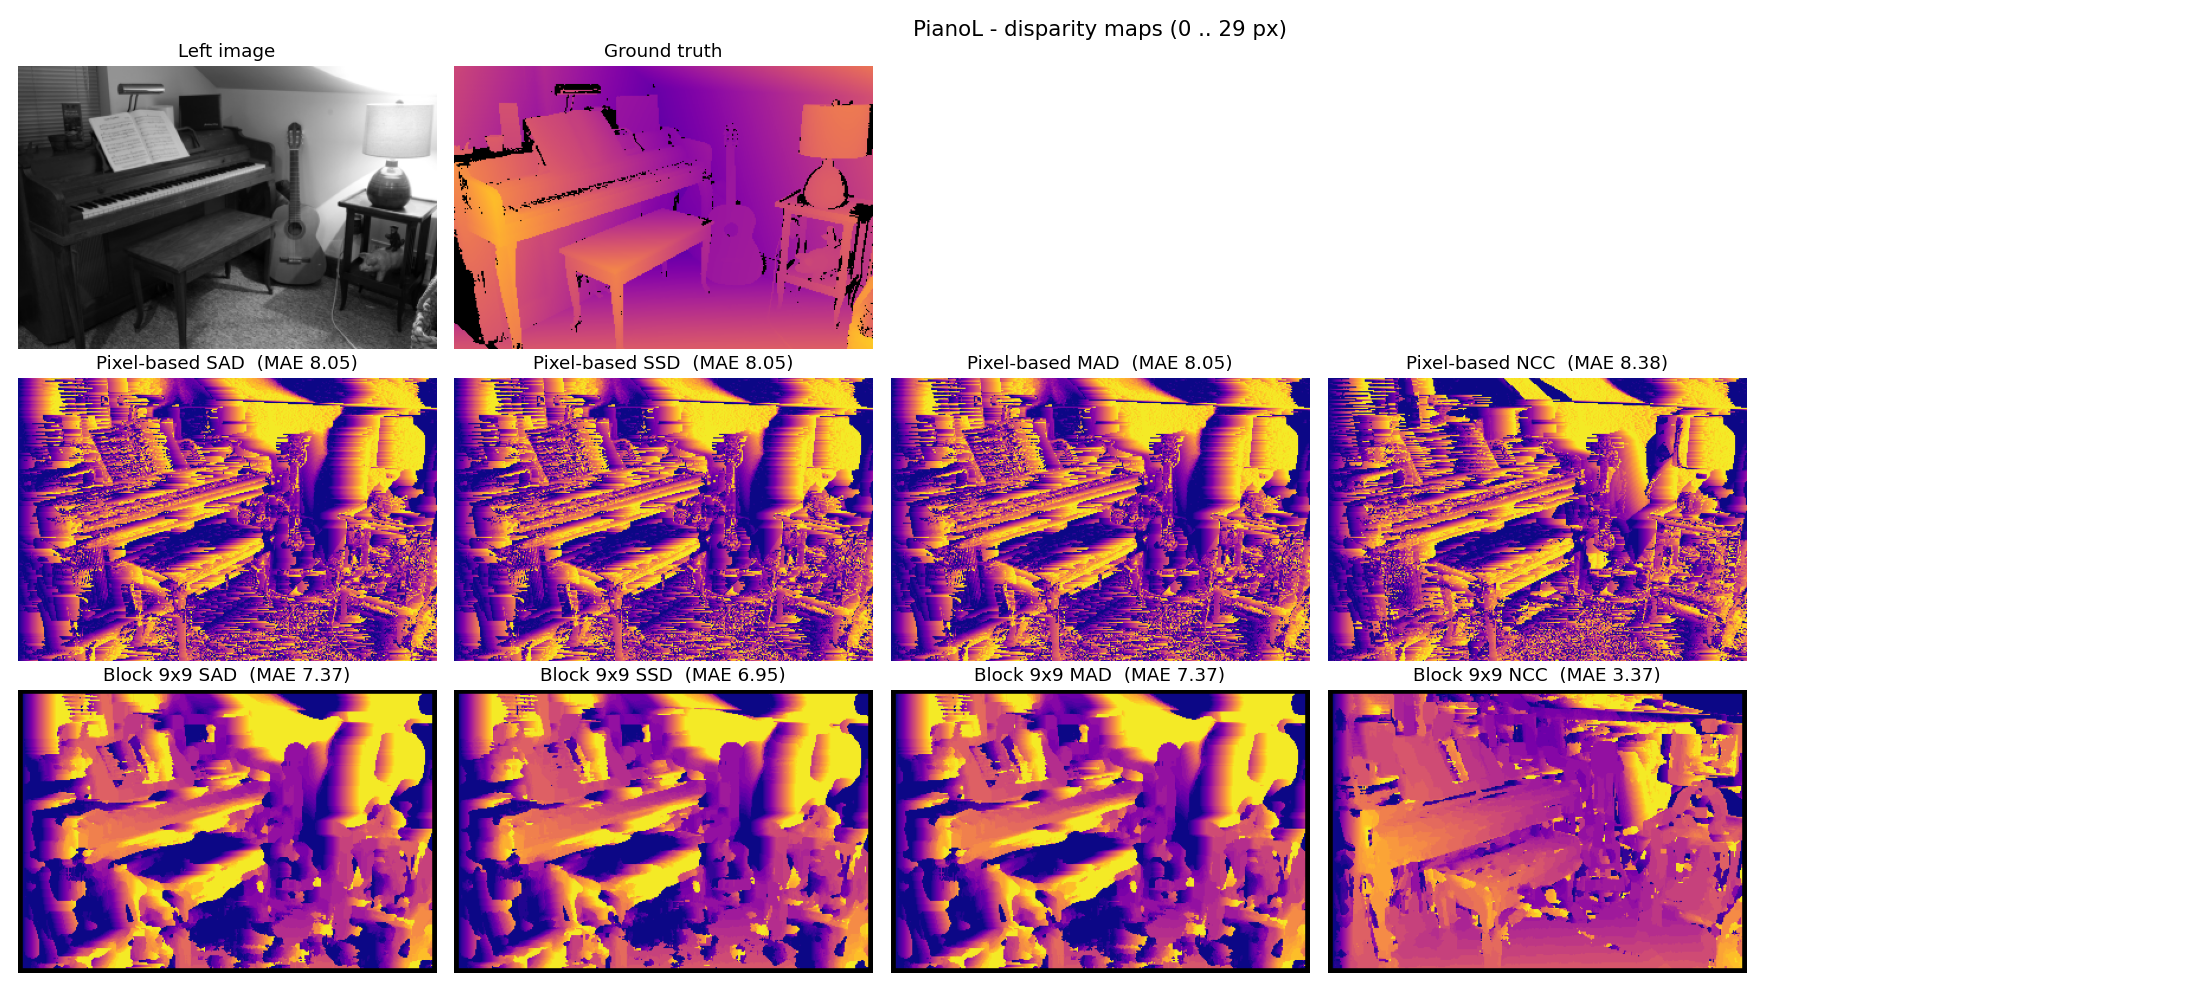 PianoL - disparity maps (0 .. 29 px)
Left image
Ground truth
Pixel-based SAD  (MAE 8.05)
Pixel-based SSD  (MAE 8.05)
Pixel-based MAD  (MAE 8.05)
Pixel-based NCC  (MAE 8.38)
Block 9x9 SAD  (MAE 7.37)
Block 9x9 SSD  (MAE 6.95)
Block 9x9 MAD  (MAE 7.37)
Block 9x9 NCC  (MAE 3.37)